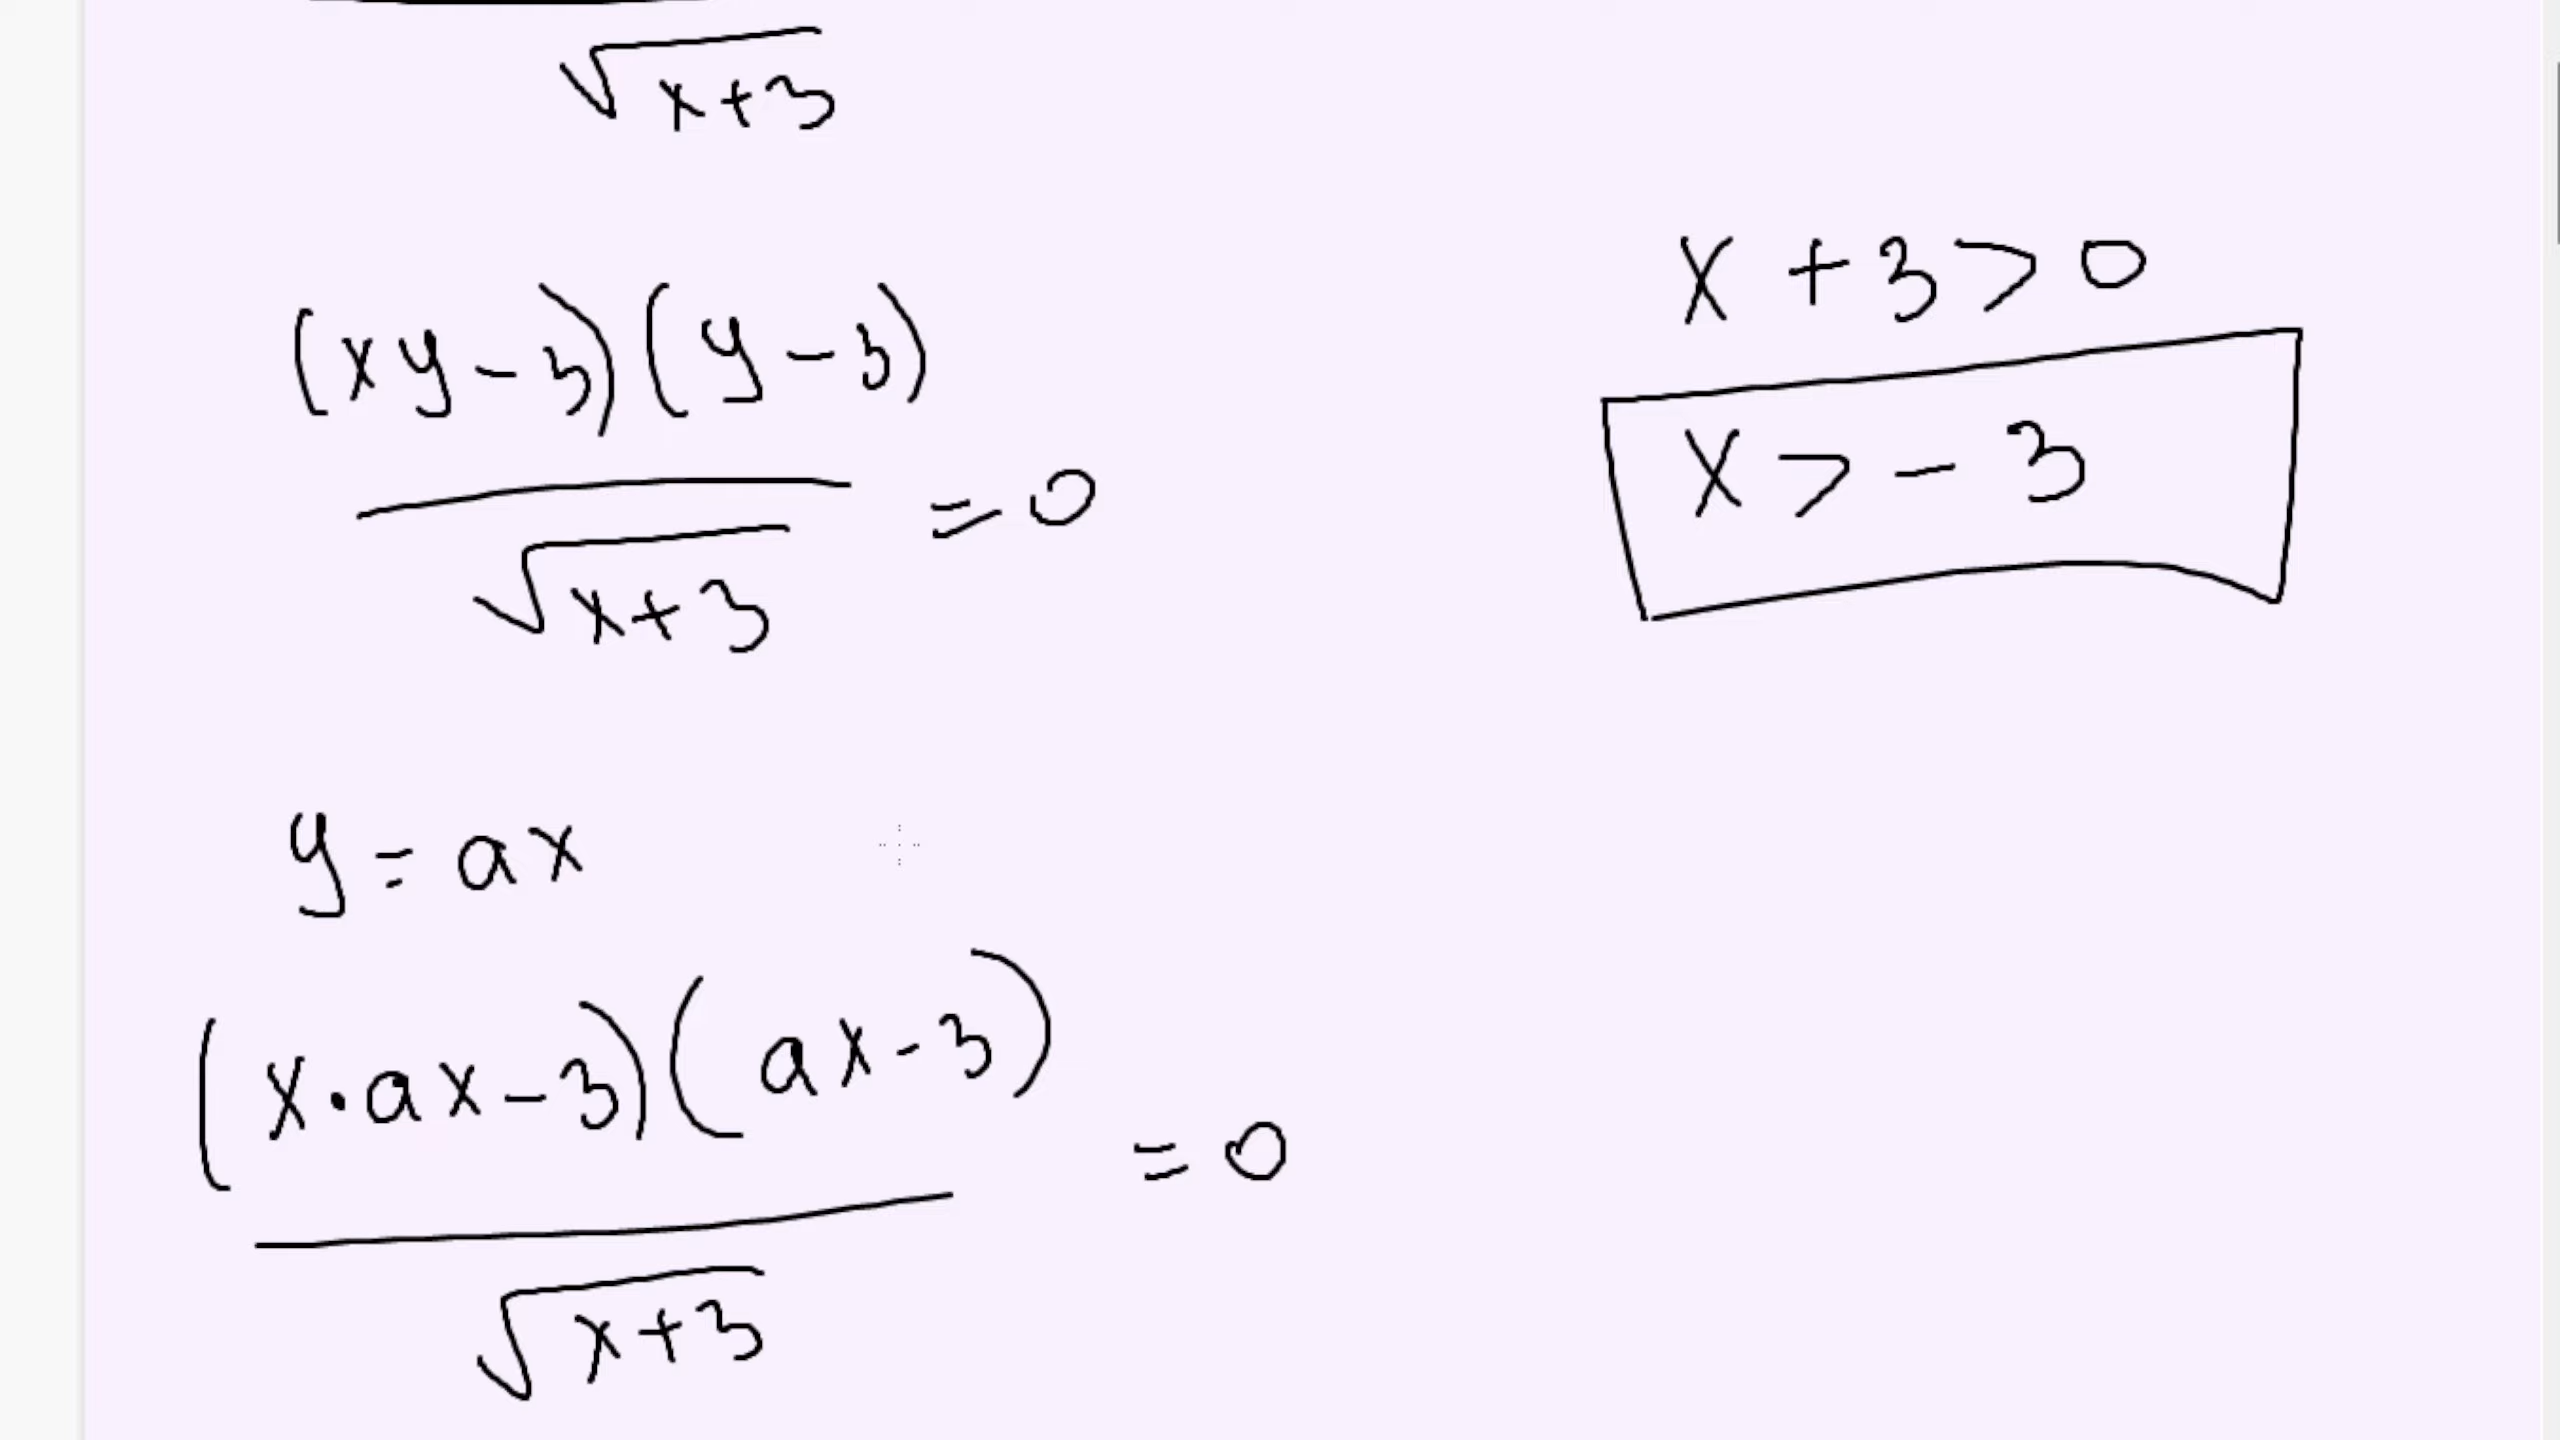 √x+3
(xy-3)(y-3)
= 0
√x+3
y = ax
(x·ax-3)(ax-3)
= 0
√x+3
x + 3 > 0
x > - 3